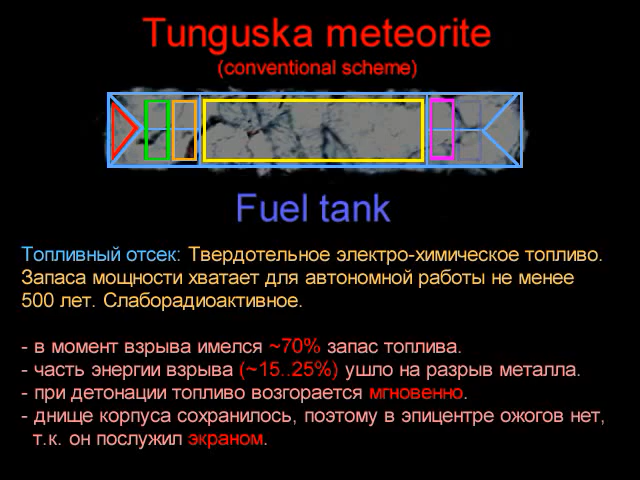 Tunguska meteorite
(conventional scheme)
Fuel tank
Топливный отсек: Твердотельное электро-химическое топливо.
Запаса мощности хватает для автономной работы не менее
500 лет. Слаборадиоактивное.
- в момент взрыва имелся ~70% запас топлива.
- часть энергии взрыва (~15..25%) ушло на разрыв металла.
- при детонации топливо возгорается мгновенно.
- днище корпуса сохранилось, поэтому в эпицентре ожогов нет,
т.к. он послужил экраном.